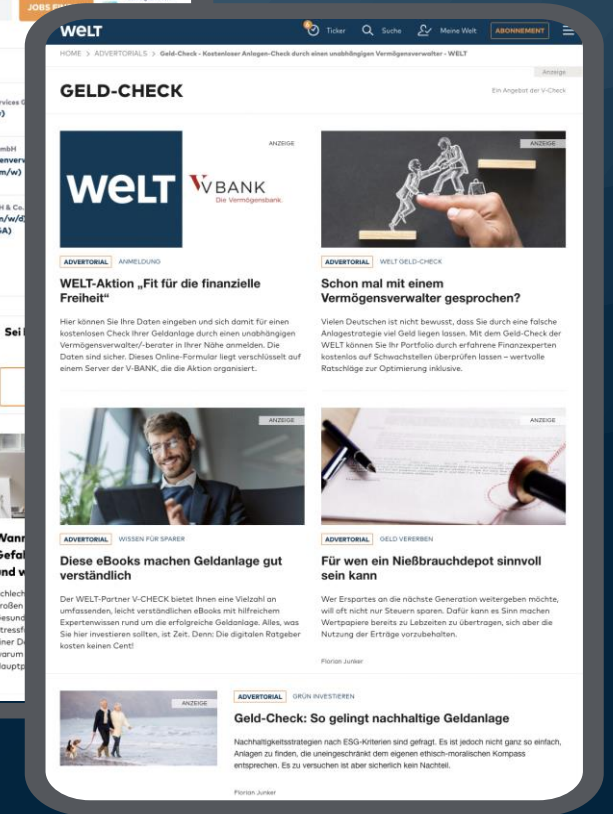 JOBS FINDEN
welt
6
Ticker
Suche
Meine Welt
ABONNEMENT
HOME > ADVERTORIALS > Geld-Check - Kostenloser Anlagen-Check durch einen unabhängigen Vermögensverwalter - WELT
Anzeige
GELD-CHECK
Ein Angebot der V-Check
ANZEIGE
welt
VBANK
Die Vermögensbank.
ADVERTORIAL ANMELDUNG
WELT-Aktion „Fit für die finanzielle
Freiheit“
Hier können Sie Ihre Daten eingeben und sich damit für einen
kostenlosen Check Ihrer Geldanlage durch einen unabhängigen
Vermögensverwalter/-berater in Ihrer Nähe anmelden. Die
Daten sind sicher. Dieses Online-Formular liegt verschlüsselt auf
einem Server der V-BANK, die die Aktion organisiert.
ANZEIGE
ADVERTORIAL WELT GELD-CHECK
Schon mal mit einem
Vermögensverwalter gesprochen?
Vielen Deutschen ist nicht bewusst, dass Sie durch eine falsche
Anlagestrategie viel Geld liegen lassen. Mit dem Geld-Check der
WELT können Sie Ihr Portfolio durch erfahrene Finanzexperten
kostenlos auf Schwachstellen überprüfen lassen – wertvolle
Ratschläge zur Optimierung inklusive.
ANZEIGE
ADVERTORIAL WISSEN FÜR SPARER
Diese eBooks machen Geldanlage gut
verständlich
Der WELT-Partner V-CHECK bietet Ihnen eine Vielzahl an
umfassenden, leicht verständlichen eBooks mit hilfreichem
Expertenwissen rund um die erfolgreiche Geldanlage. Alles, was
Sie hier investieren sollten, ist Zeit. Denn: Die digitalen Ratgeber
kosten keinen Cent!
ANZEIGE
ADVERTORIAL GELD VERERBEN
Für wen ein Nießbrauchdepot sinnvoll
sein kann
Wer Erspartes an die nächste Generation weitergeben möchte,
will oft nicht nur Steuern sparen. Dafür kann es Sinn machen
Wertpapiere bereits zu Lebzeiten zu übertragen, sich aber die
Nutzung der Erträge vorzubehalten.
Florian Junker
ANZEIGE
ADVERTORIAL GRÜN INVESTIEREN
Geld-Check: So gelingt nachhaltige Geldanlage
Nachhaltigkeitsstrategien nach ESG-Kriterien sind gefragt. Es ist jedoch nicht ganz so einfach,
Anlagen zu finden, die uneingeschränkt dem eigenen ethisch-moralischen Kompass
entsprechen. Es zu versuchen ist aber sicherlich kein Nachteil.
Florian Junker